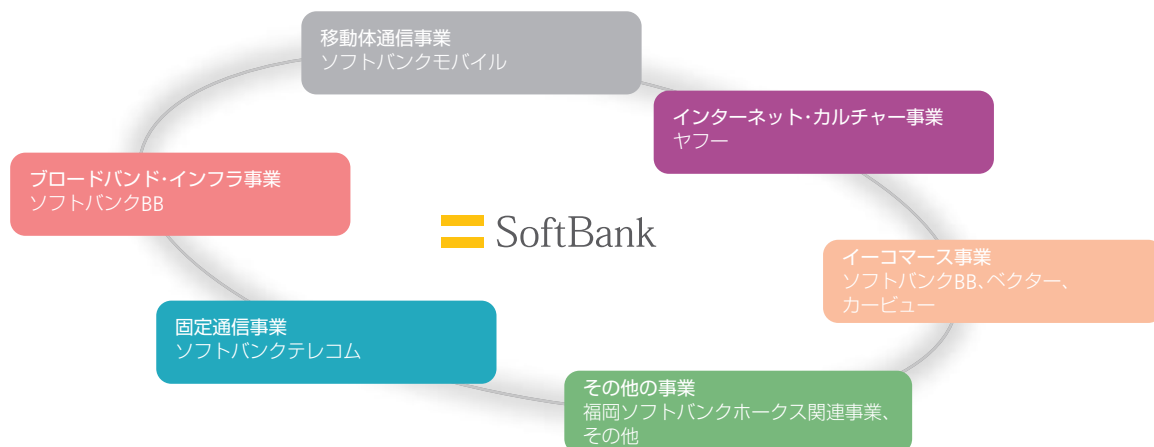 移動体通信事業
ソフトバンクモバイル
インターネット・カルチャー事業
ヤフー
ブロードバンド・インフラ事業
ソフトバンクBB
SoftBank
イーコマース事業
ソフトバンクBB、ベクター、
カービュー
固定通信事業
ソフトバンクテレコム
その他の事業
福岡ソフトバンクホークス関連事業、
その他